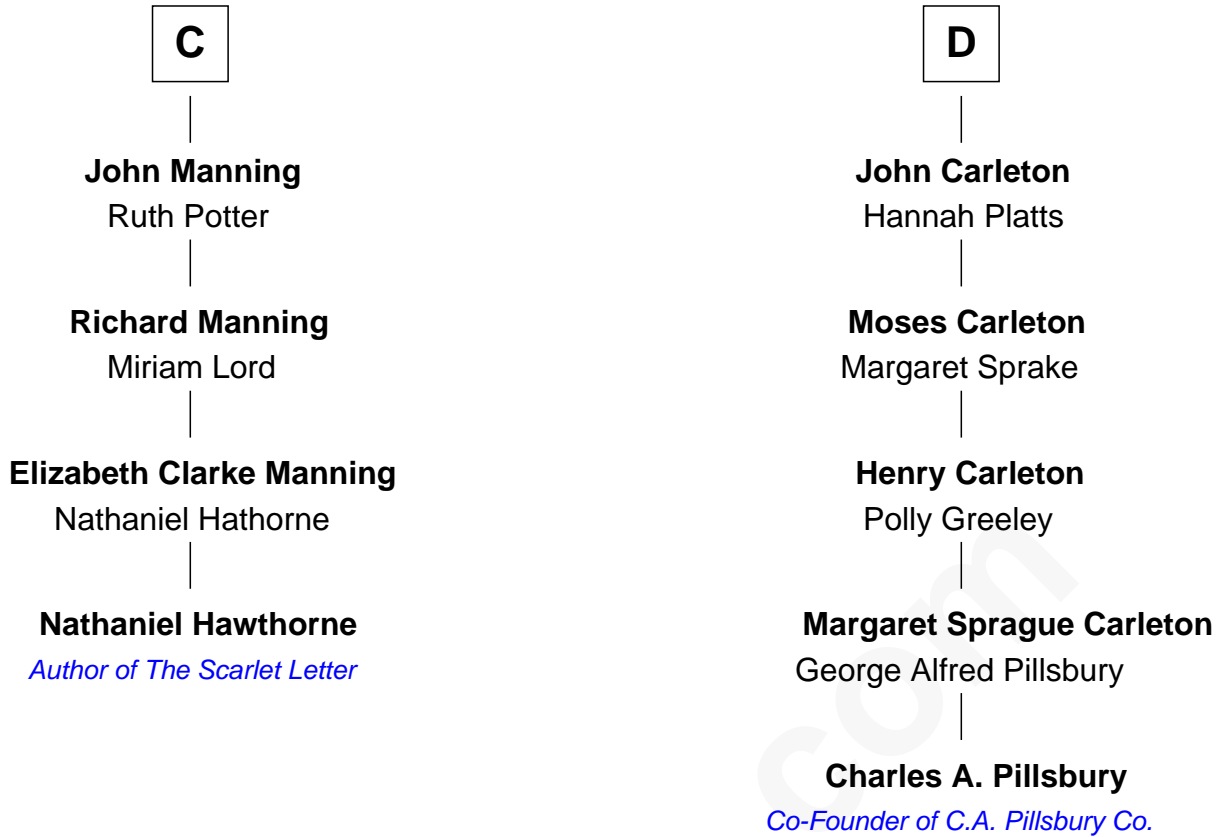 C
John Manning
Ruth Potter
Richard Manning
Miriam Lord
Elizabeth Clarke Manning
Nathaniel Hathorne
Nathaniel Hawthorne
Author of The Scarlet Letter
D
John Carleton
Hannah Platts
Moses Carleton
Margaret Sprake
Henry Carleton
Polly Greeley
Margaret Sprague Carleton
George Alfred Pillsbury
Charles A. Pillsbury
Co-Founder of C.A. Pillsbury Co.
com